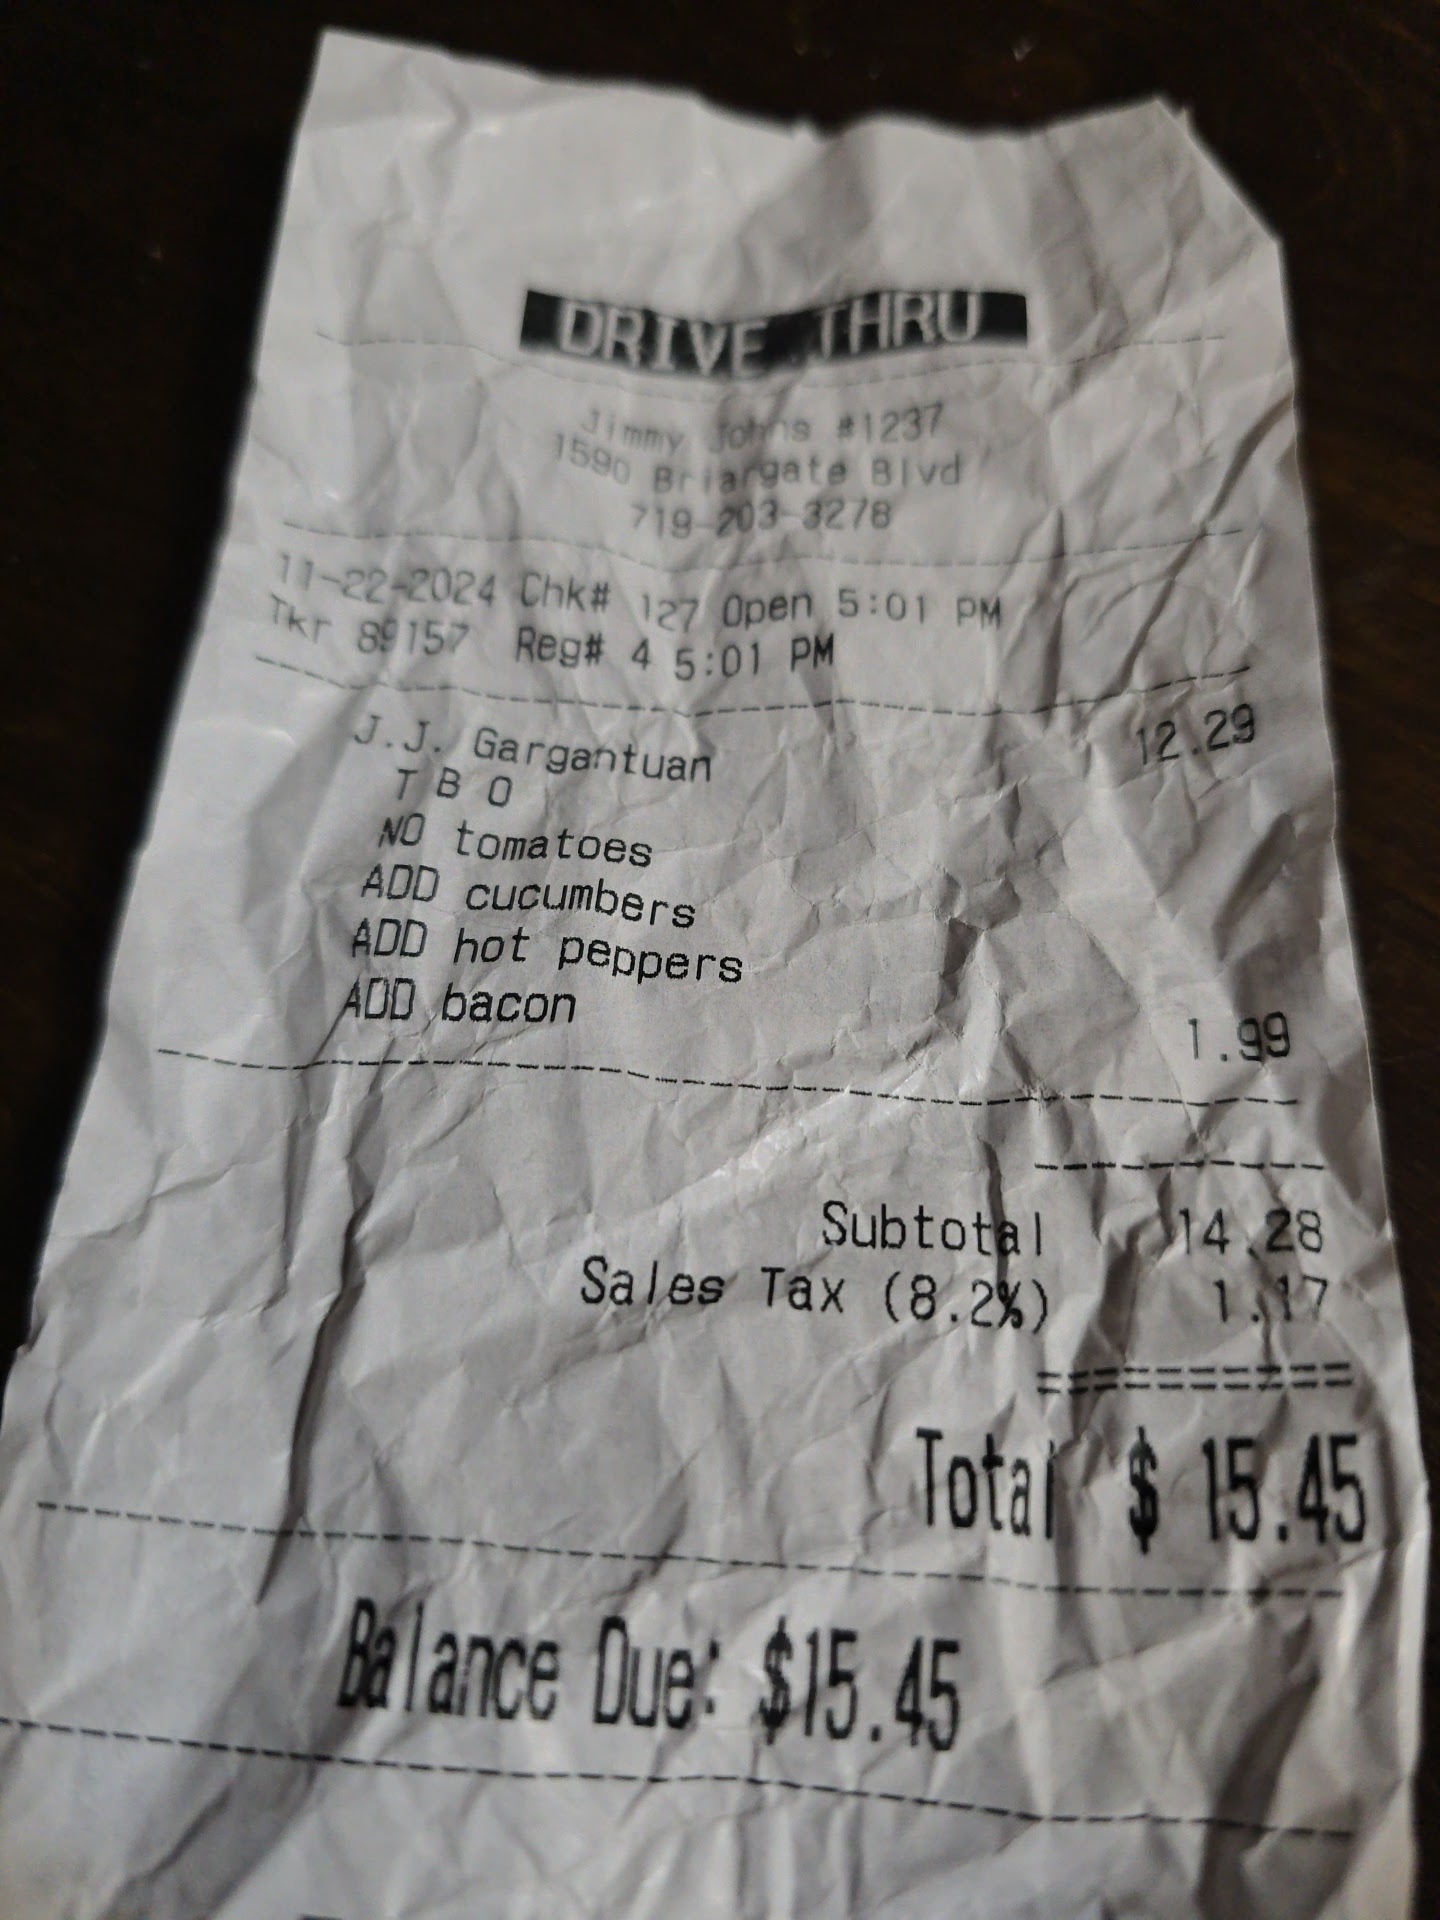 DRIVE THRU
Jimmy Johns #1237
1590 Briargate Blvd
719-203-3278
11-22-2024 Chk# 127 Open 5:01 PM
Tkr 89157 Reg# 4 5:01 PM
J.J. Gargantuan 12.29
T B O
NO tomatoes
ADD cucumbers
ADD hot peppers
ADD bacon 1.99
Subtotal 14.28
Sales Tax (8.2%) 1.17
Total $ 15.45
Balance Due: $15.45